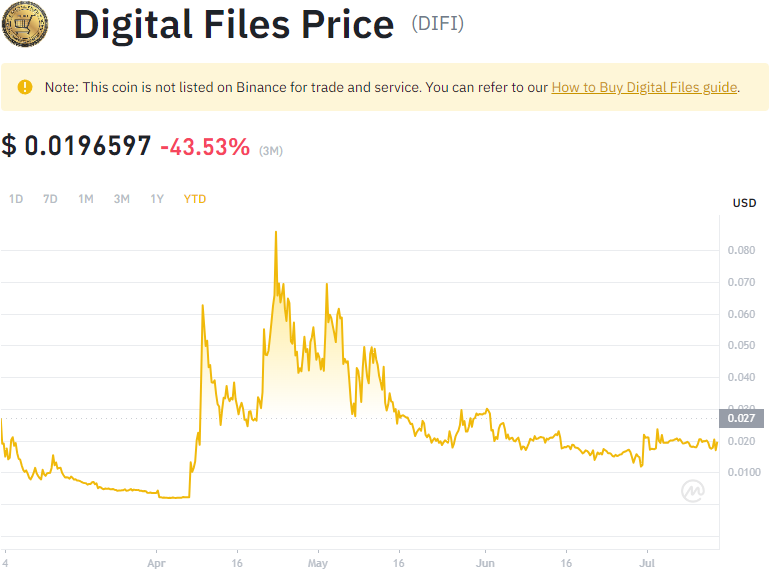 Digital Files Price (DIFI)
Note: This coin is not listed on Binance for trade and service. You can refer to our How to Buy Digital Files guide.
$ 0.0196597 -43.53% (3M)
1D 7D 1M 3M 1Y YTD
USD
0.080
0.070
0.060
0.050
0.040
0.030
0.027
0.020
0.0100
4 Apr 16 May 16 Jun 16 Jul